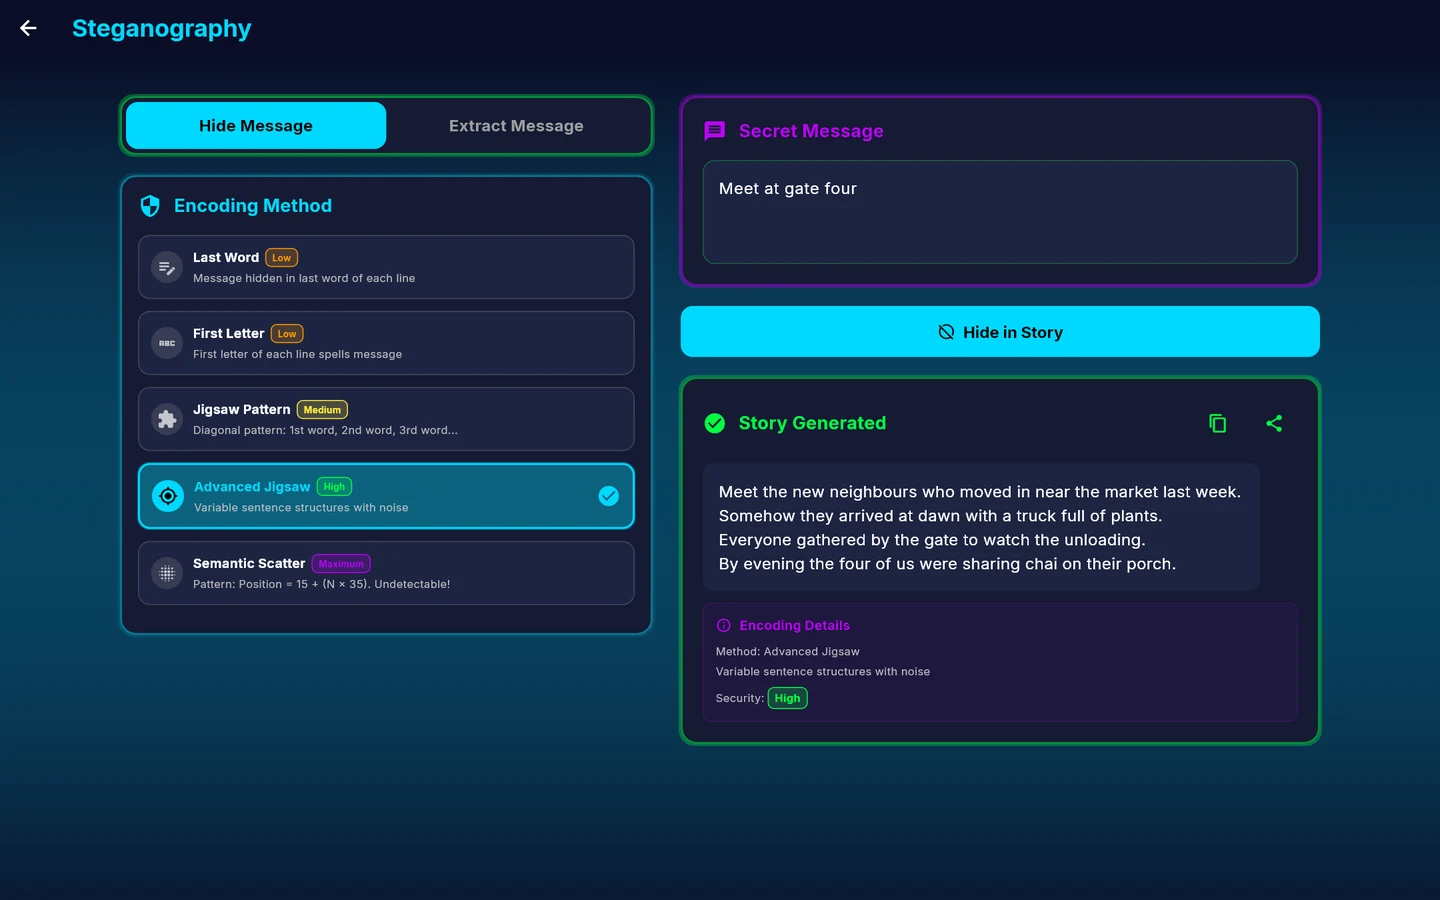 Steganography
Hide Message
Extract Message
Encoding Method
Last Word Low
Message hidden in last word of each line
ABC
First Letter Low
First letter of each line spells message
Jigsaw Pattern Medium
Diagonal pattern: 1st word, 2nd word, 3rd word...
Advanced Jigsaw High
Variable sentence structures with noise
Semantic Scatter Maximum
Pattern: Position = 15 + (N × 35). Undetectable!
Secret Message
Meet at gate four
Hide in Story
Story Generated
Meet the new neighbours who moved in near the market last week.
Somehow they arrived at dawn with a truck full of plants.
Everyone gathered by the gate to watch the unloading.
By evening the four of us were sharing chai on their porch.
Encoding Details
Method: Advanced Jigsaw
Variable sentence structures with noise
Security: High